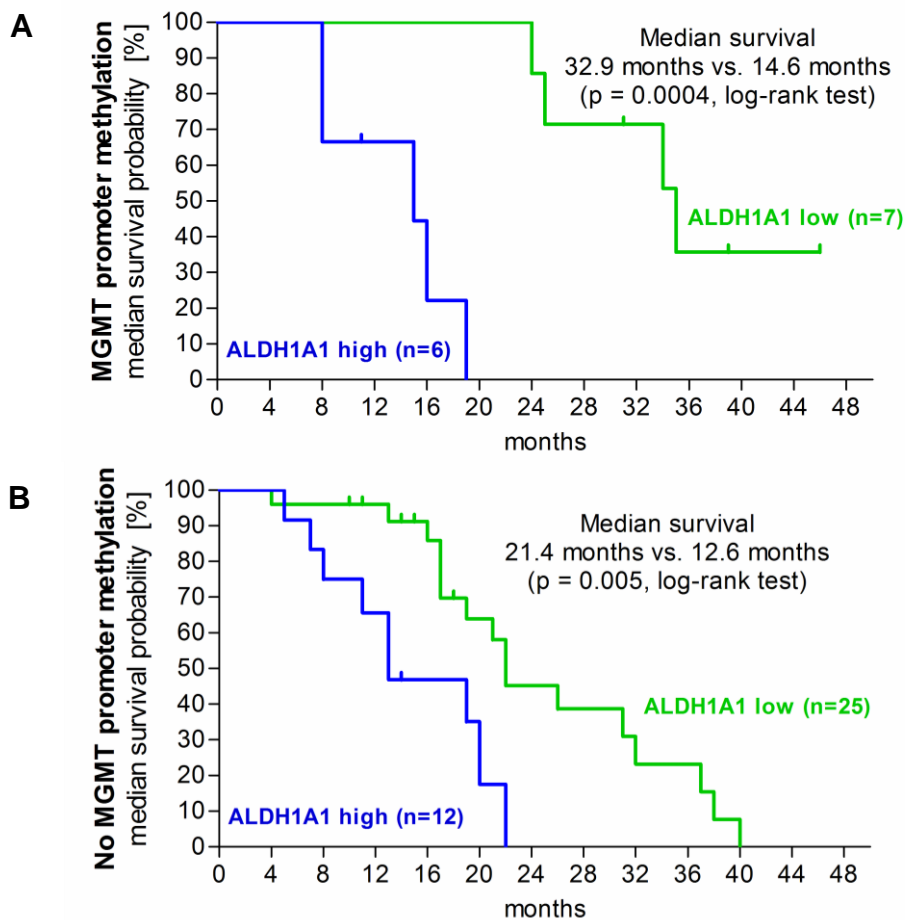 A
MGMT promoter methylation
median survival probability [%]
100
90
80
70
60
50
40
30
20
10
0
Median survival
32.9 months vs. 14.6 months
(p = 0.0004, log-rank test)
ALDH1A1 low (n=7)
ALDH1A1 high (n=6)
0 4 8 12 16 20 24 28 32 36 40 44 48
months
B
No MGMT promoter methylation
median survival probability [%]
100
90
80
70
60
50
40
30
20
10
0
Median survival
21.4 months vs. 12.6 months
(p = 0.005, log-rank test)
ALDH1A1 low (n=25)
ALDH1A1 high (n=12)
0 4 8 12 16 20 24 28 32 36 40 44 48
months